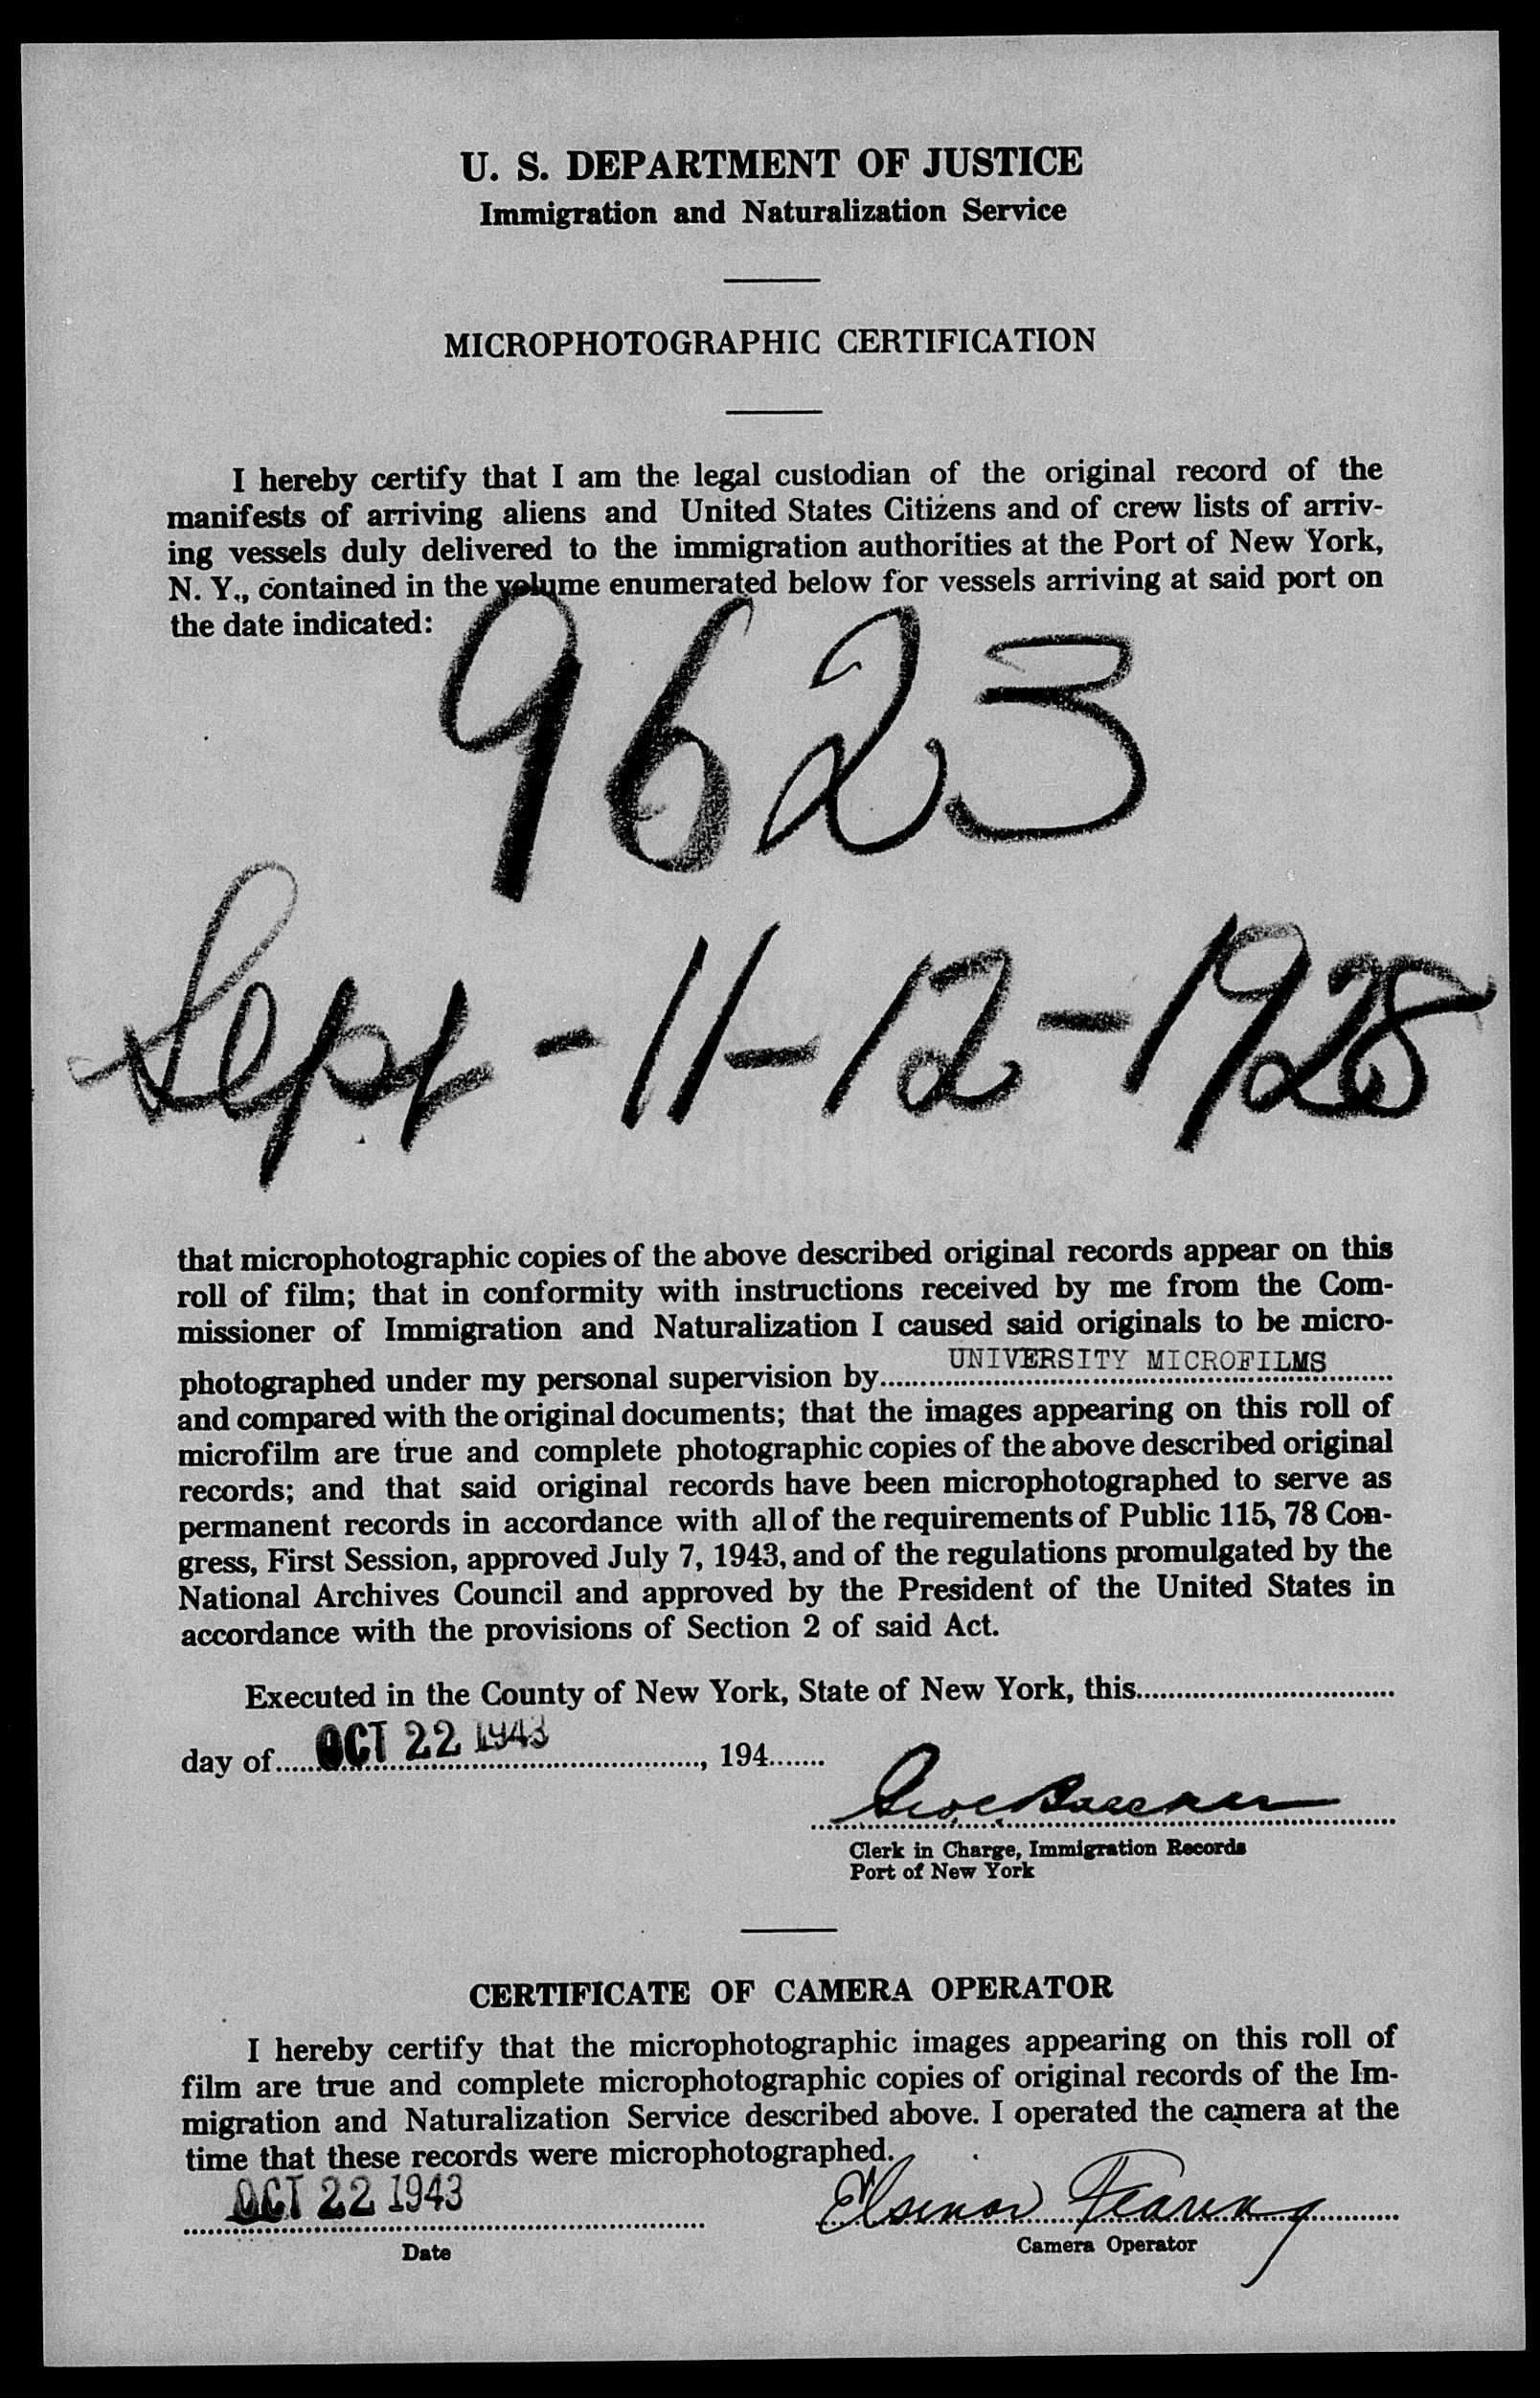 U. S. DEPARTMENT OF JUSTICE
Immigration and Naturalization Service
MICROPHOTOGRAPHIC CERTIFICATION
I hereby certify that I am the legal custodian of the original record of the
manifests of arriving aliens and United States Citizens and of crew lists of arriv-
ing vessels duly delivered to the immigration authorities at the Port of New York,
N. Y., contained in the volume enumerated below for vessels arriving at said port on
the date indicated:
9623
Sept - 11 - 12 - 1928
that microphotographic copies of the above described original records appear on this
roll of film; that in conformity with instructions received by me from the Com-
missioner of Immigration and Naturalization I caused said originals to be micro-
photographed under my personal supervision by UNIVERSITY MICROFILMS
and compared with the original documents; that the images appearing on this roll of
microfilm are true and complete photographic copies of the above described original
records; and that said original records have been microphotographed to serve as
permanent records in accordance with all of the requirements of Public 115, 78 Con-
gress, First Session, approved July 7, 1943, and of the regulations promulgated by the
National Archives Council and approved by the President of the United States in
accordance with the provisions of Section 2 of said Act.
Executed in the County of New York, State of New York, this
day of OCT 22 1943, 194
Clerk in Charge, Immigration Records
Port of New York
CERTIFICATE OF CAMERA OPERATOR
I hereby certify that the microphotographic images appearing on this roll of
film are true and complete microphotographic copies of original records of the Im-
migration and Naturalization Service described above. I operated the camera at the
time that these records were microphotographed.
OCT 22 1943
Date
Camera Operator